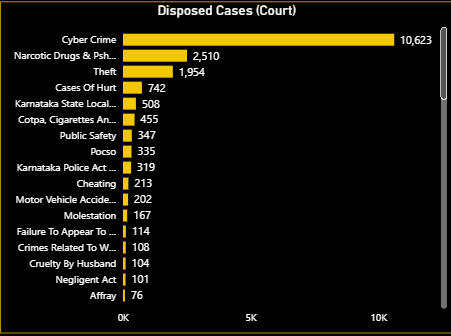 Disposed Cases (Court)
Cyber Crime 10,623
Narcotic Drugs & Psh... 2,510
Theft 1,954
Cases Of Hurt 742
Karnataka State Local... 508
Cotpa, Cigarettes An... 455
Public Safety 347
Pocso 335
Karnataka Police Act ... 319
Cheating 213
Motor Vehicle Accide... 202
Molestation 167
Failure To Appear To ... 114
Crimes Related To W... 108
Cruelty By Husband 104
Negligent Act 101
Affray 76
0K 5K 10K